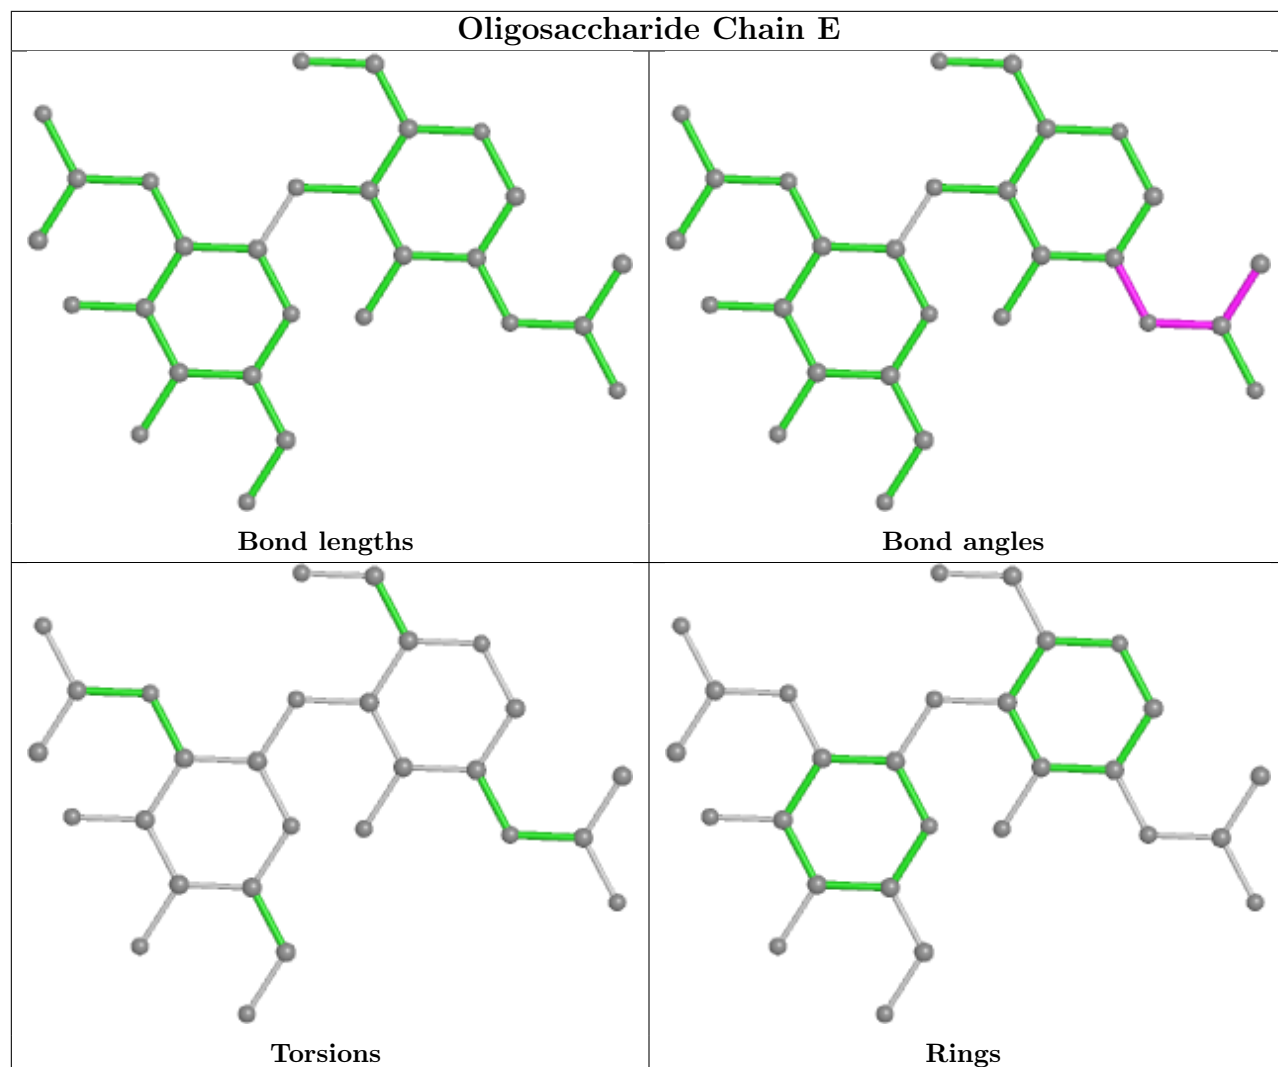 Oligosaccharide Chain E
Bond lengths
Bond angles
Torsions
Rings